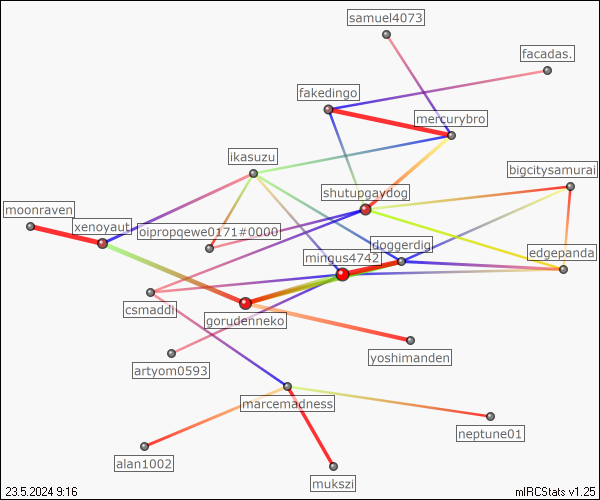 samuel4073
facadas.
fakedingo
mercurybro
ikasuzu
bigcitysamurai
shutupgaydog
moonraven
xenoyaut
oipropqewe0171#0000
doggerdig
mingus4742
edgepanda
csmaddi
gorudenneko
yoshimanden
artyom0593
marcemadness
neptune01
alan1002
mukszi
23.5.2024 9:16
mIRCStats v1.25